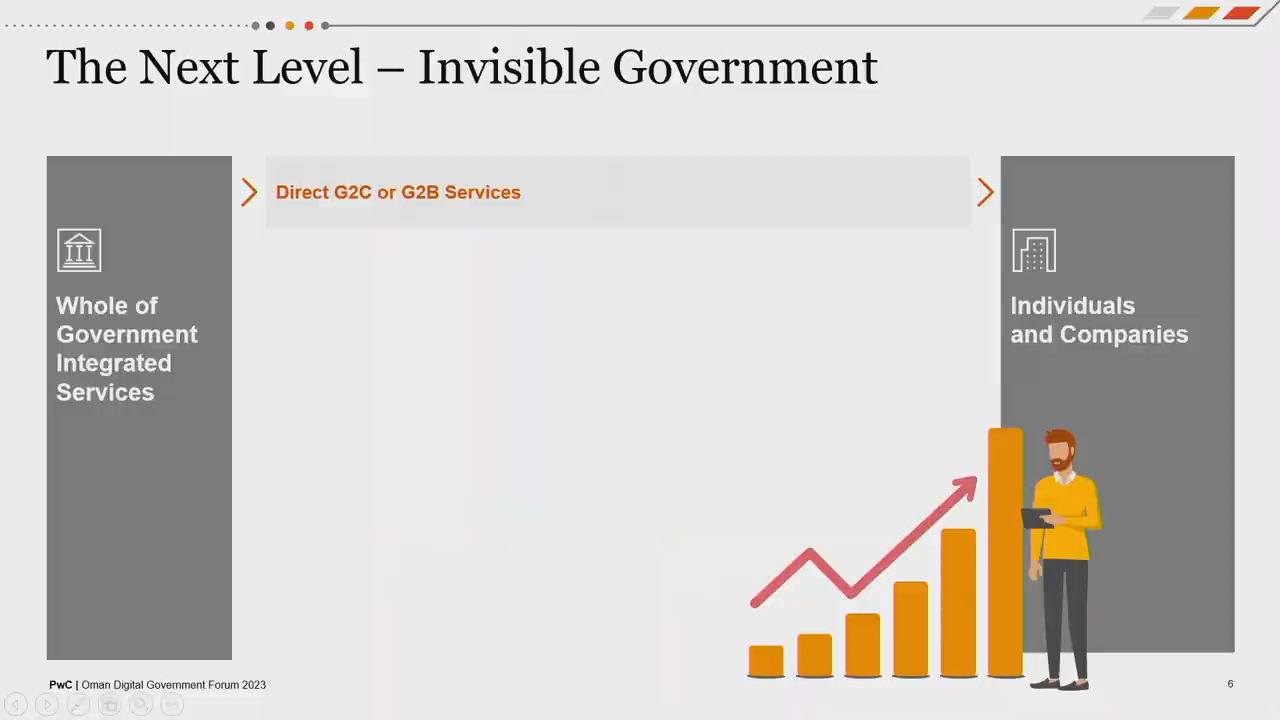 The Next Level – Invisible Government
Direct G2C or G2B Services
Whole of
Government
Integrated
Services
Individuals
and Companies
PwC | Oman Digital Government Forum 2023
6